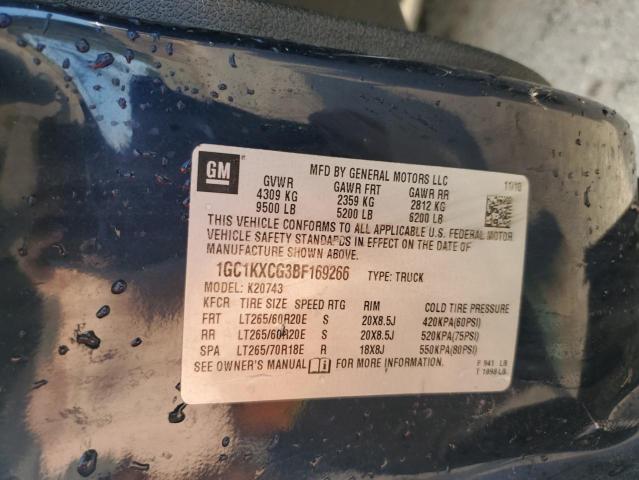 GM
MFD BY GENERAL MOTORS LLC
11/10
GVWR GAWR FRT GAWR RR
4309 KG 2359 KG 2812 KG
9500 LB 5200 LB 6200 LB
THIS VEHICLE CONFORMS TO ALL APPLICABLE U.S. FEDERAL MOTOR
VEHICLE SAFETY STANDARDS IN EFFECT ON THE DATE OF
MANUFACTURE SHOWN ABOVE.
1GC1KXCG3BF169266 TYPE: TRUCK
MODEL: K20743
KFCR TIRE SIZE SPEED RTG RIM COLD TIRE PRESSURE
FRT LT265/60R20E S 20X8.5J 420KPA(60PSI)
RR LT265/60R20E S 20X8.5J 520KPA(75PSI)
SPA LT265/70R18E R 18X8J 550KPA(80PSI)
SEE OWNER'S MANUAL FOR MORE INFORMATION. F 941 LB
T 1898 LB.